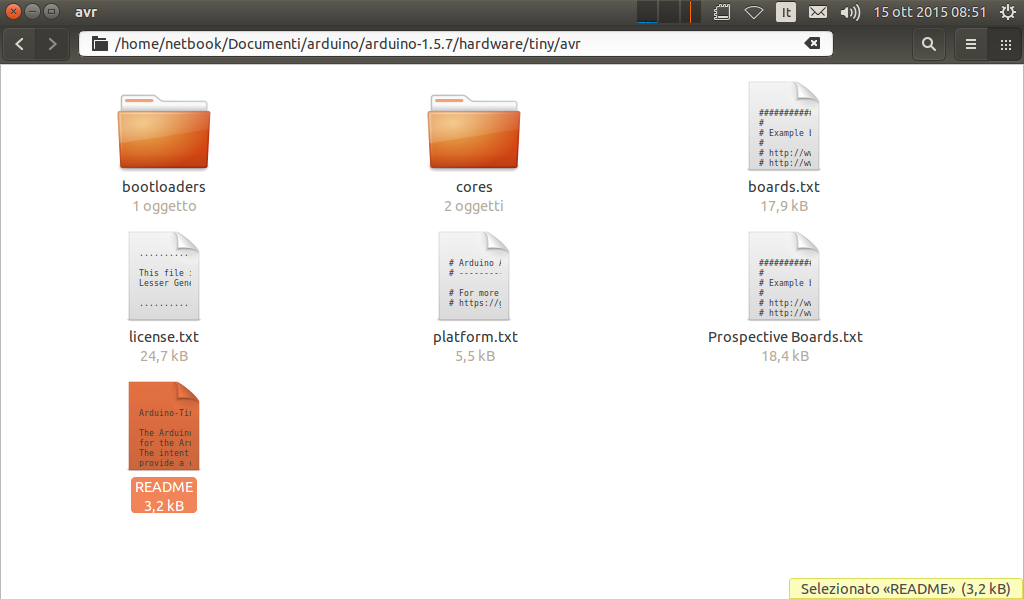 avr
It
15 ott 2015 08:51
/home/netbook/Documenti/arduino/arduino-1.5.7/hardware/tiny/avr
###########
#
# Example
#
# http://w
# http://w
bootloaders
1 oggetto
cores
2 oggetti
boards.txt
17,9 kB
..........
This file
Lesser Gene
..........
# Arduino
# ---------
# For more
# https://g
###########
#
# Example
#
# http://w
# http://w
license.txt
24,7 kB
platform.txt
5,5 kB
Prospective Boards.txt
18,4 kB
Arduino-Ti
The Arduino
for the Ar
The intent
provide a
README
3,2 kB
Selezionato «README» (3,2 kB)